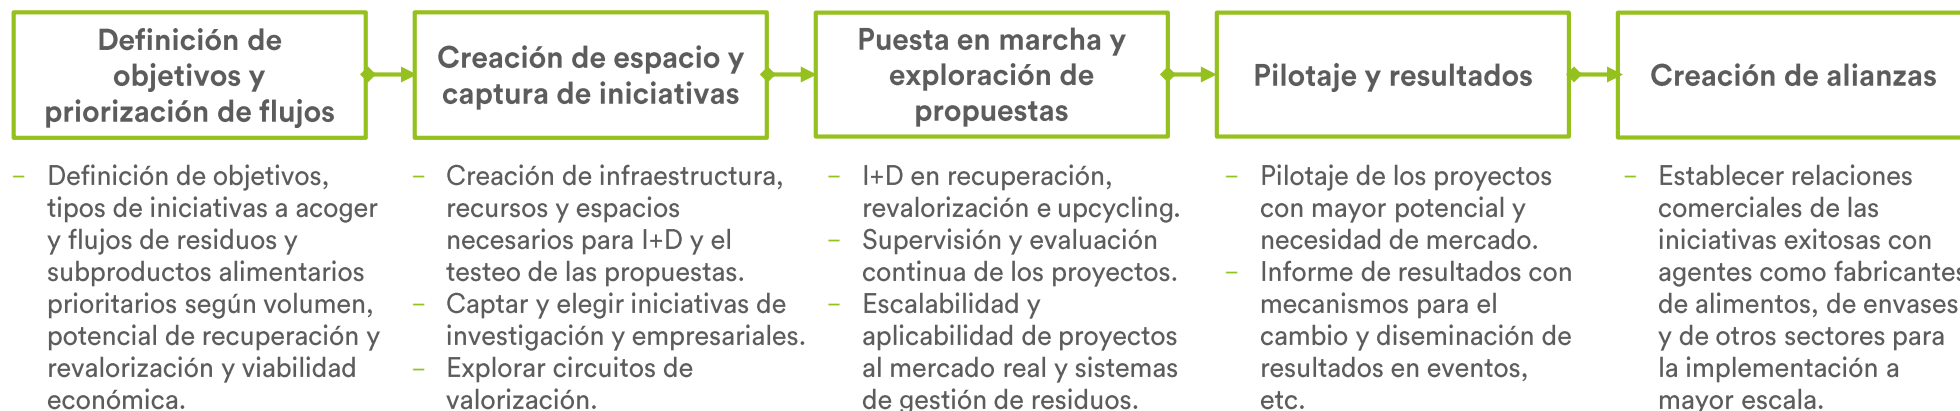 Definición de
objetivos y
priorización de flujos
Creación de espacio y
captura de iniciativas
Puesta en marcha y
exploración de
propuestas
Pilotaje y resultados
Creación de alianzas
– Definición de objetivos,
tipos de iniciativas a acoger
y flujos de residuos y
subproductos alimentarios
prioritarios según volumen,
potencial de recuperación y
revalorización y viabilidad
económica.
– Creación de infraestructura,
recursos y espacios
necesarios para I+D y el
testeo de las propuestas.
– Captar y elegir iniciativas de
investigación y empresariales.
– Explorar circuitos de
valorización.
– I+D en recuperación,
revalorización e upcycling.
– Supervisión y evaluación
continua de los proyectos.
– Escalabilidad y
aplicabilidad de proyectos
al mercado real y sistemas
de gestión de residuos.
– Pilotaje de los proyectos
con mayor potencial y
necesidad de mercado.
– Informe de resultados con
mecanismos para el
cambio y diseminación de
resultados en eventos,
etc.
– Establecer relaciones
comerciales de las
iniciativas exitosas con
agentes como fabricantes
de alimentos, de envases
y de otros sectores para
la implementación a
mayor escala.